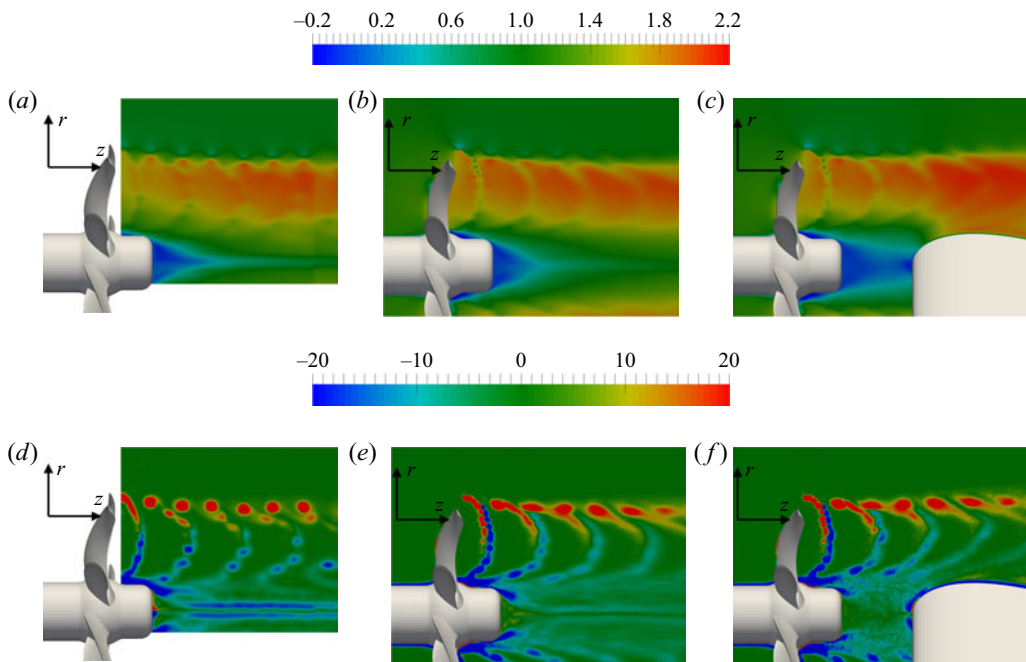 –0.2 0.2 0.6 1.0 1.4 1.8 2.2
(a) (b) (c)
r r r
z z z
–20 –10 0 10 20
(d) (e) (f)
r r r
z z z